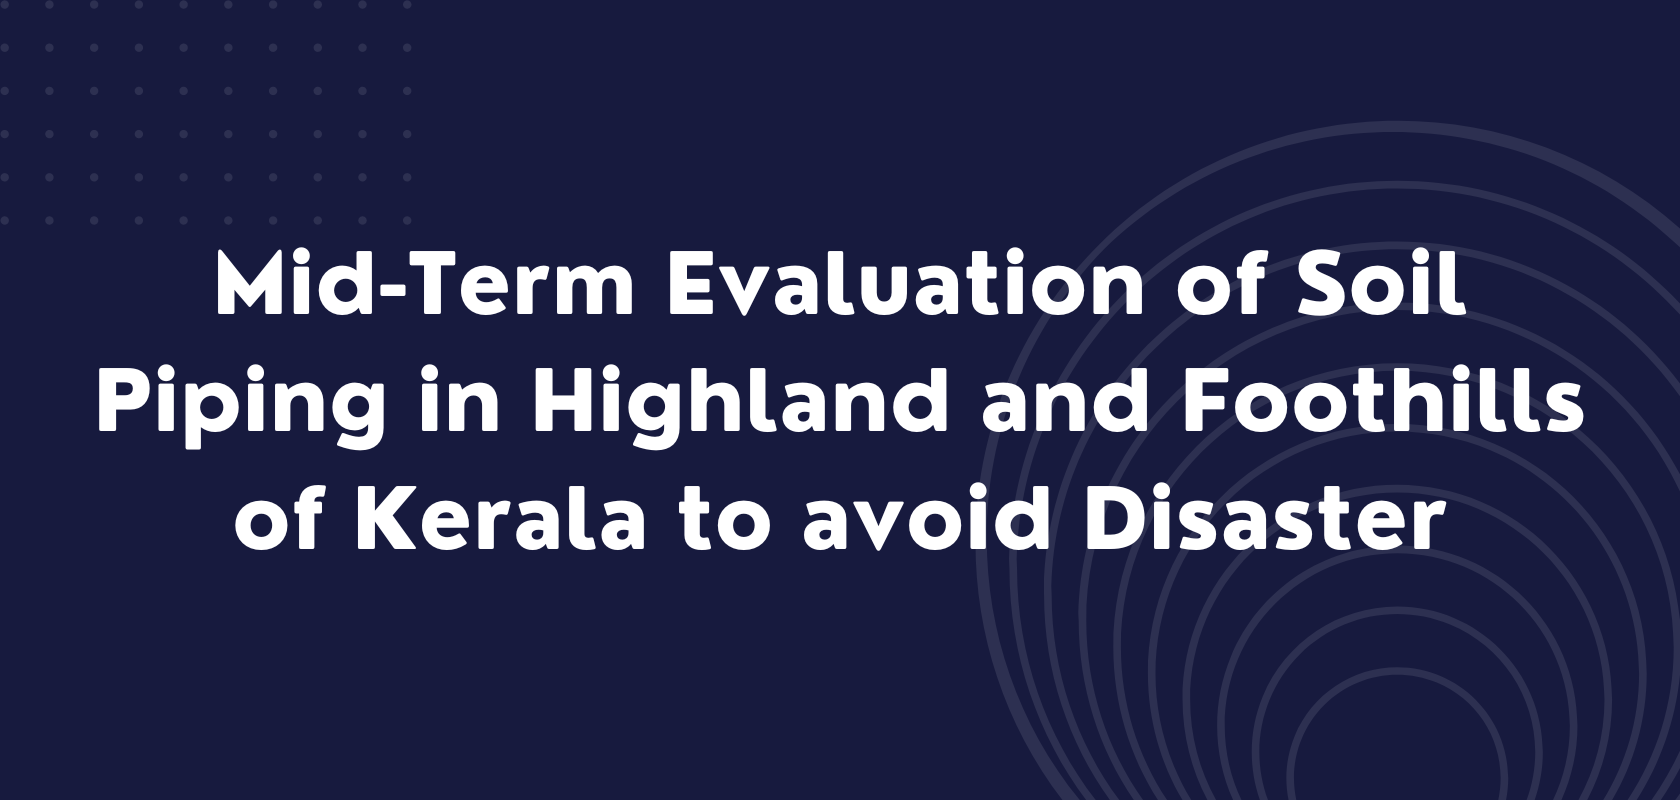 Mid-Term Evaluation of Soil
Piping in Highland and Foothills
of Kerala to avoid Disaster